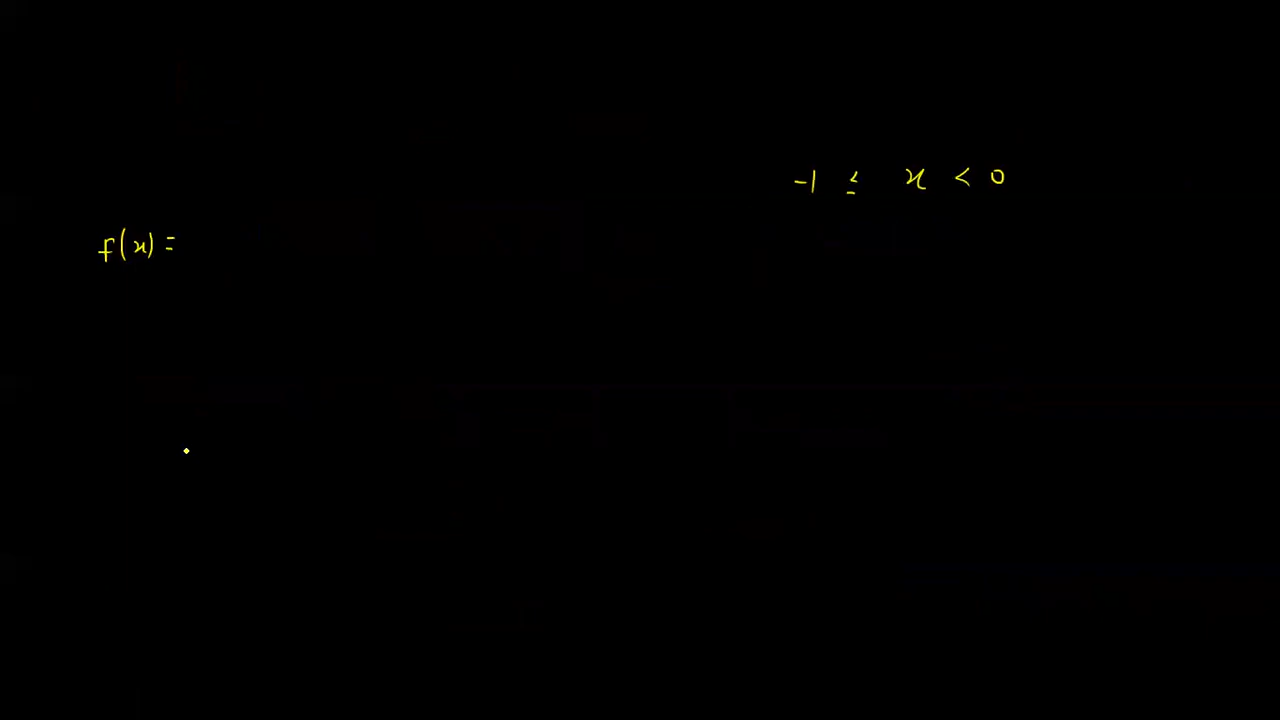 -1 ≤ x < 0
f(x) =